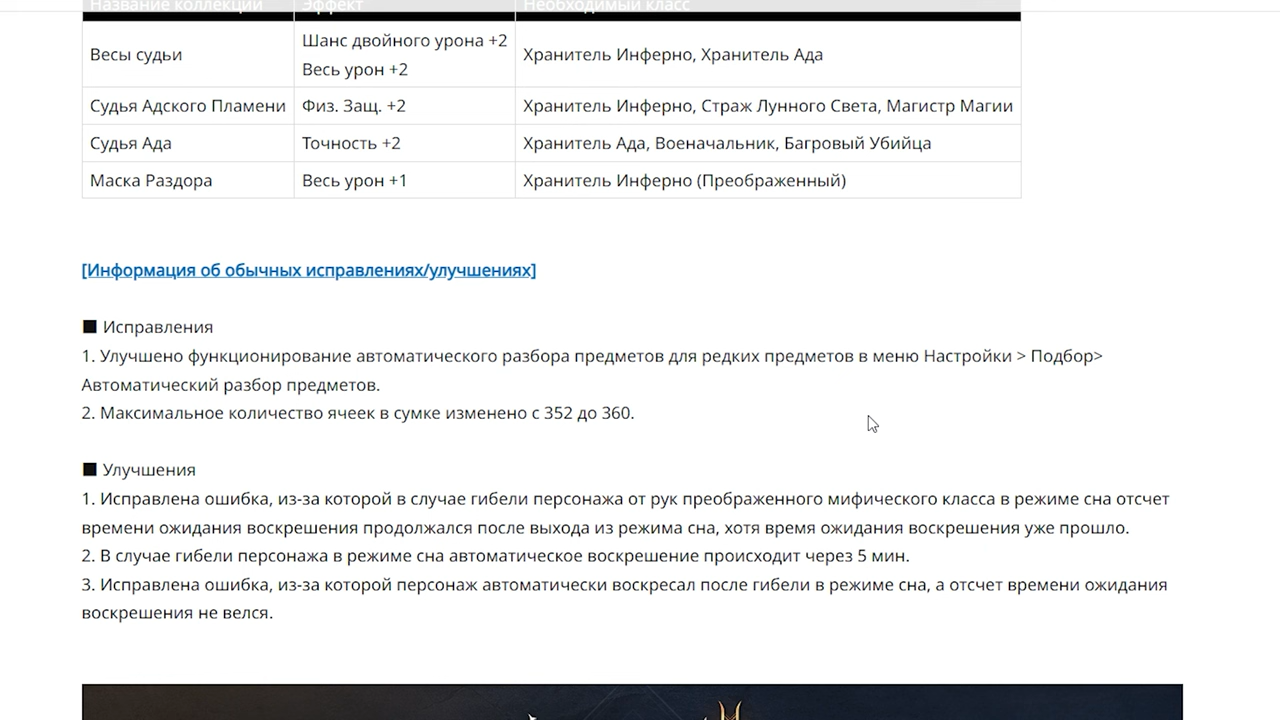 Название коллекции Эффект Необходимый класс
Весы судьи Шанс двойного урона +2 Хранитель Инферно, Хранитель Ада
Весь урон +2
Судья Адского Пламени Физ. Защ. +2 Хранитель Инферно, Страж Лунного Света, Магистр Магии
Судья Ада Точность +2 Хранитель Ада, Военачальник, Багровый Убийца
Маска Раздора Весь урон +1 Хранитель Инферно (Преображенный)
[Информация об обычных исправлениях/улучшениях]
■ Исправления
1. Улучшено функционирование автоматического разбора предметов для редких предметов в меню Настройки > Подбор>
Автоматический разбор предметов.
2. Максимальное количество ячеек в сумке изменено с 352 до 360.
■ Улучшения
1. Исправлена ошибка, из-за которой в случае гибели персонажа от рук преображенного мифического класса в режиме сна отсчет
времени ожидания воскрешения продолжался после выхода из режима сна, хотя время ожидания воскрешения уже прошло.
2. В случае гибели персонажа в режиме сна автоматическое воскрешение происходит через 5 мин.
3. Исправлена ошибка, из-за которой персонаж автоматически воскресал после гибели в режиме сна, а отсчет времени ожидания
воскрешения не велся.